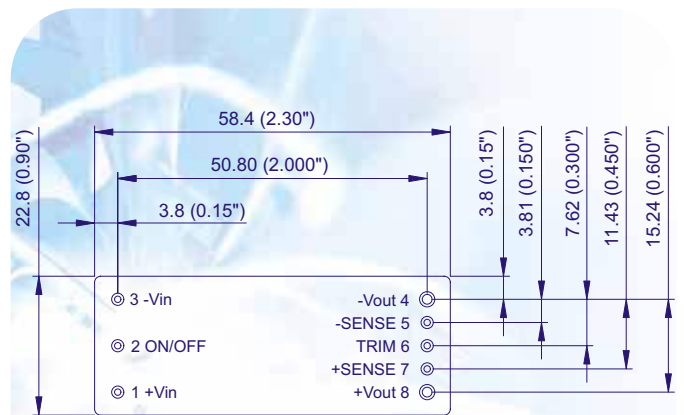 58.4 (2.30")
50.80 (2.000")
3.8 (0.15")
22.8 (0.90")
3.8 (0.15")
3.81 (0.150")
7.62 (0.300")
11.43 (0.450")
15.24 (0.600")
3 -Vin
-Vout 4
-SENSE 5
2 ON/OFF
TRIM 6
+SENSE 7
1 +Vin
+Vout 8